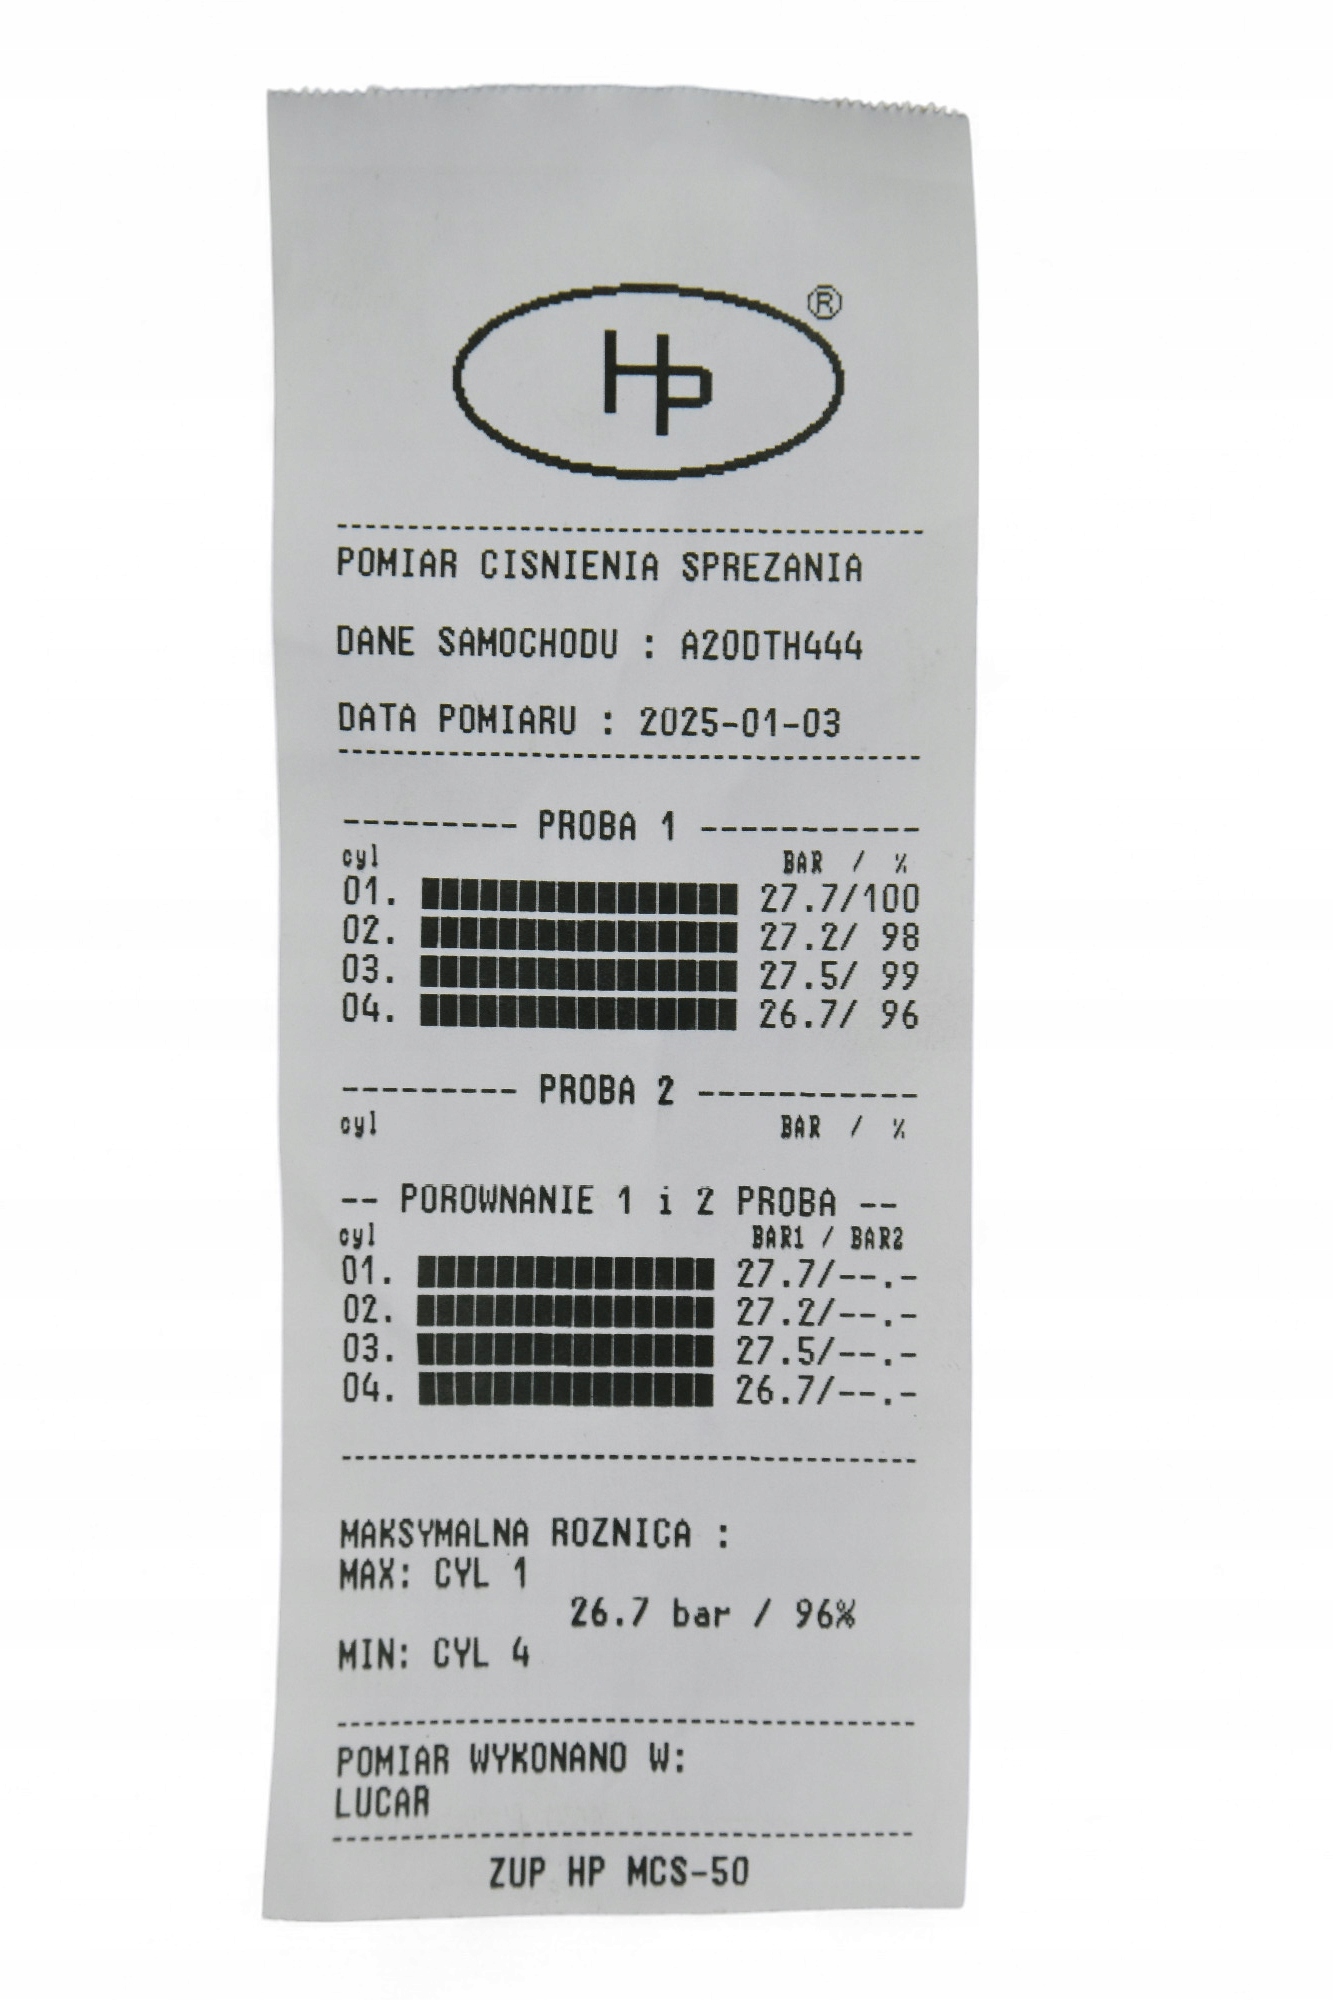 HP ®
POMIAR CISNIENIA SPREZANIA
DANE SAMOCHODU : A20DTH444
DATA POMIARU : 2025-01-03
--------- PROBA 1 -----------
cyl BAR / %
01. 27.7/100
02. 27.2/ 98
03. 27.5/ 99
04. 26.7/ 96
--------- PROBA 2 -----------
cyl BAR / %
-- POROWNANIE 1 i 2 PROBA --
cyl BAR1 / BAR2
01. 27.7/--.-
02. 27.2/--.-
03. 27.5/--.-
04. 26.7/--.-
MAKSYMALNA ROZNICA :
MAX: CYL 1
26.7 bar / 96%
MIN: CYL 4
POMIAR WYKONANO W:
LUCAR
ZUP HP MCS-50